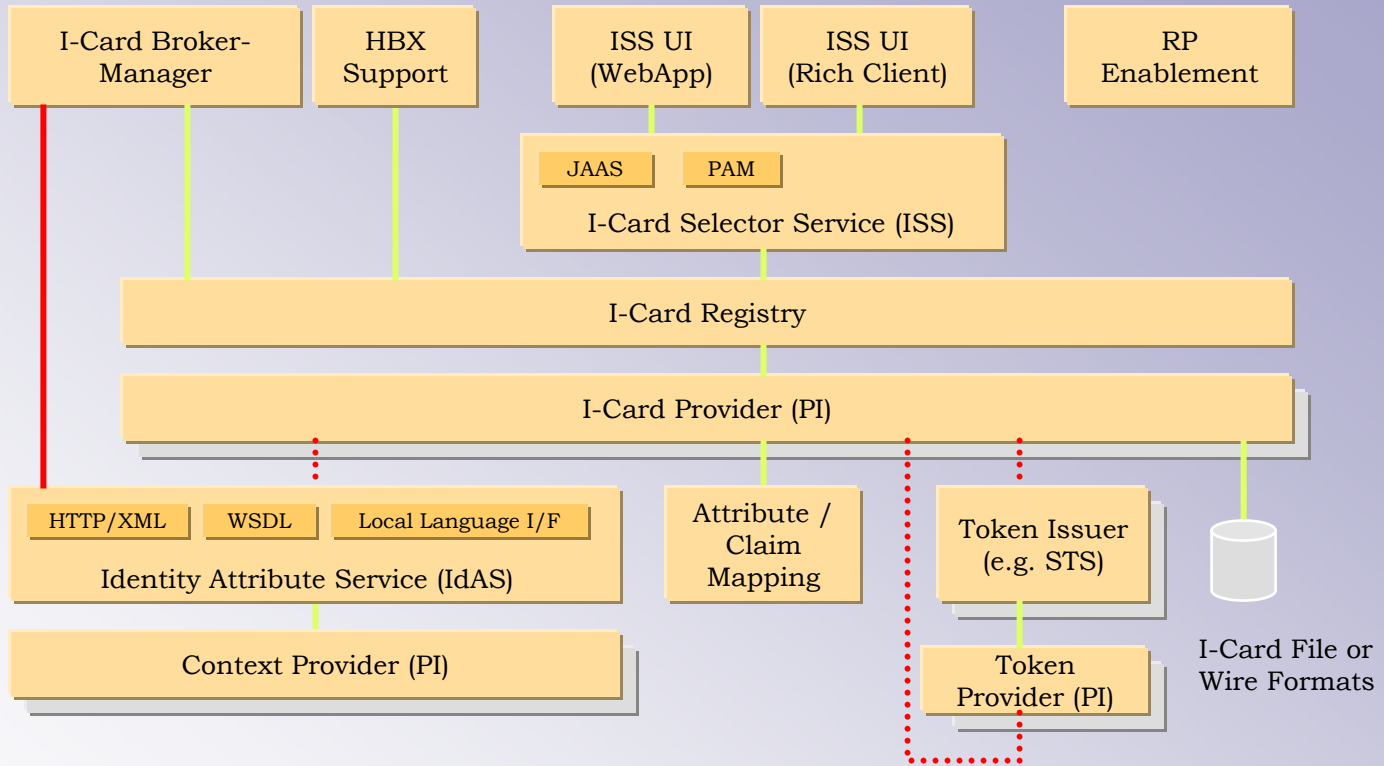 I-Card Broker-
Manager
HBX
Support
ISS UI
(WebApp)
ISS UI
(Rich Client)
RP
Enablement
JAAS
PAM
I-Card Selector Service (ISS)
I-Card Registry
I-Card Provider (PI)
HTTP/XML
WSDL
Local Language I/F
Identity Attribute Service (IdAS)
Attribute /
Claim
Mapping
Token Issuer
(e.g. STS)
Context Provider (PI)
Token
Provider (PI)
I-Card File or
Wire Formats